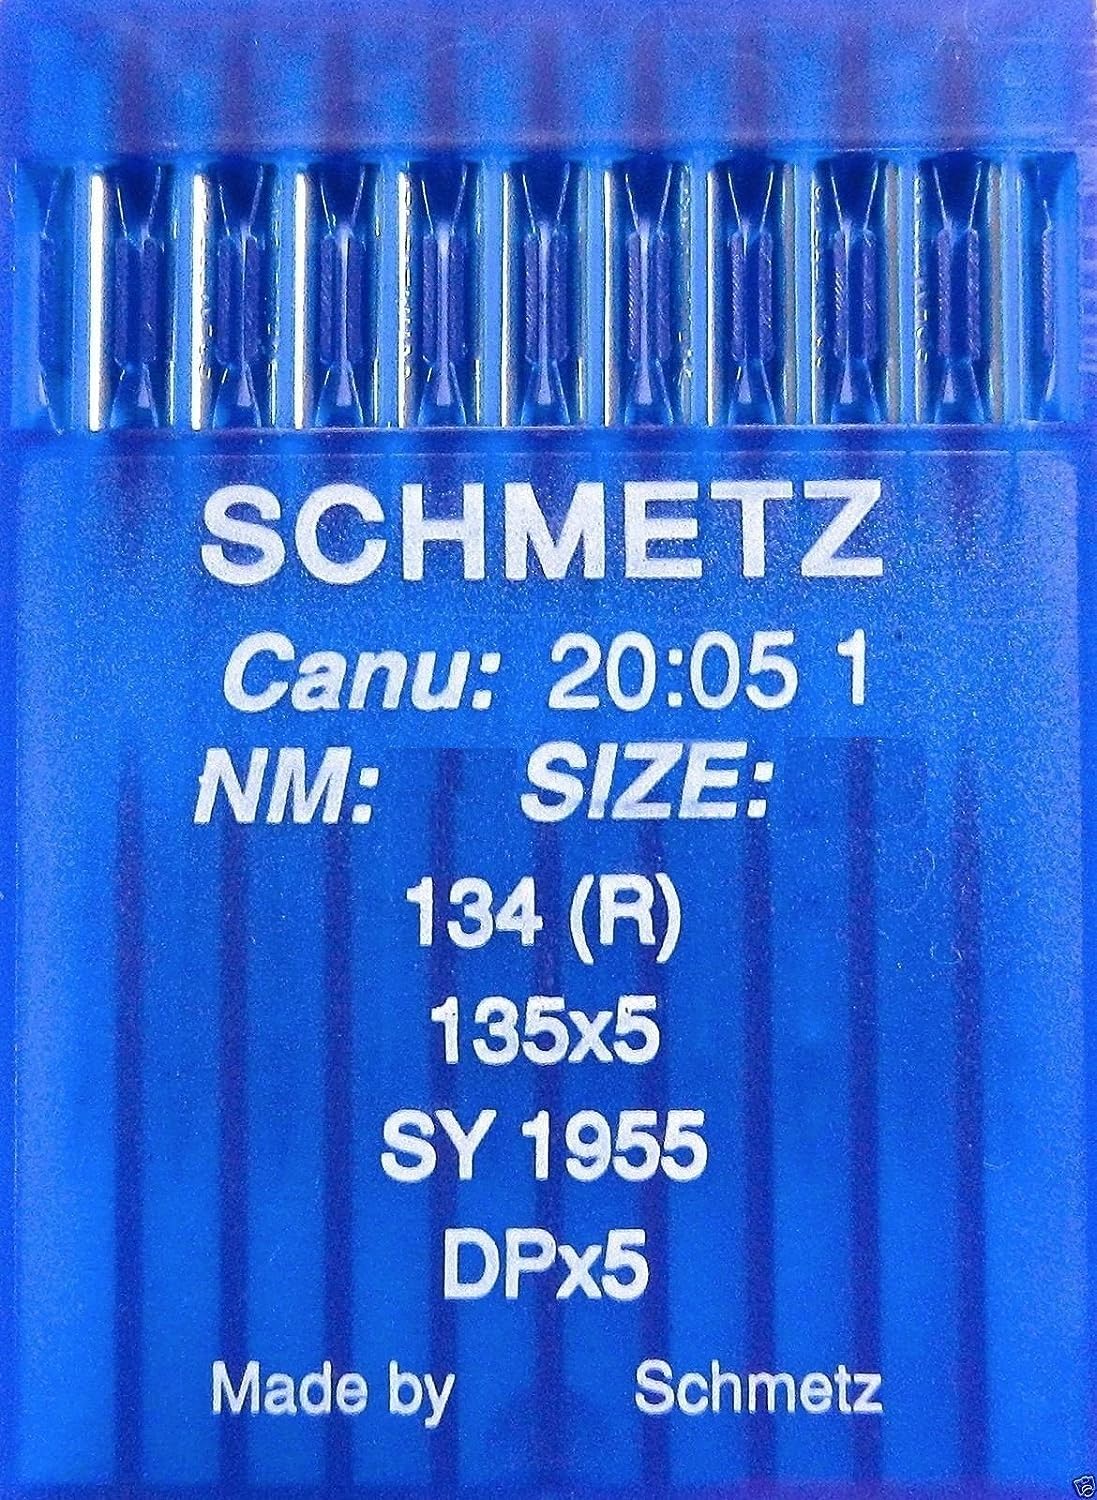 SCHMETZ
Canu: 20:05 1
NM: SIZE:
134 (R)
135x5
SY 1955
DPx5
Made by Schmetz